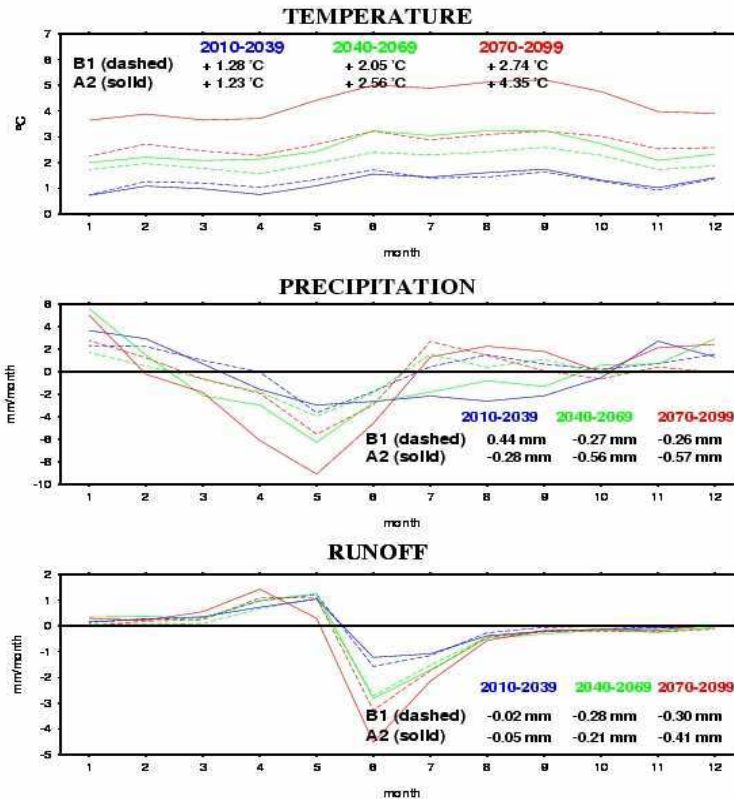 TEMPERATURE
7
6
5
4
3
2
1
0
ºC
2010-2039 2040-2069 2070-2099
B1 (dashed) + 1.28 °C + 2.05 °C + 2.74 °C
A2 (solid) + 1.23 °C + 2.56 °C + 4.35 °C
1 2 3 4 5 6 7 8 9 10 11 12
month
PRECIPITATION
6
4
2
0
-2
-4
-6
-8
-10
mm/month
2010-2039 2040-2069 2070-2099
B1 (dashed) 0.44 mm -0.27 mm -0.26 mm
A2 (solid) -0.28 mm -0.56 mm -0.57 mm
1 2 3 4 5 6 7 8 9 10 11 12
month
RUNOFF
2
1
0
-1
-2
-3
-4
-5
mm/month
2010-2039 2040-2069 2070-2099
B1 (dashed) -0.02 mm -0.28 mm -0.30 mm
A2 (solid) -0.05 mm -0.21 mm -0.41 mm
1 2 3 4 5 6 7 8 9 10 11 12
month